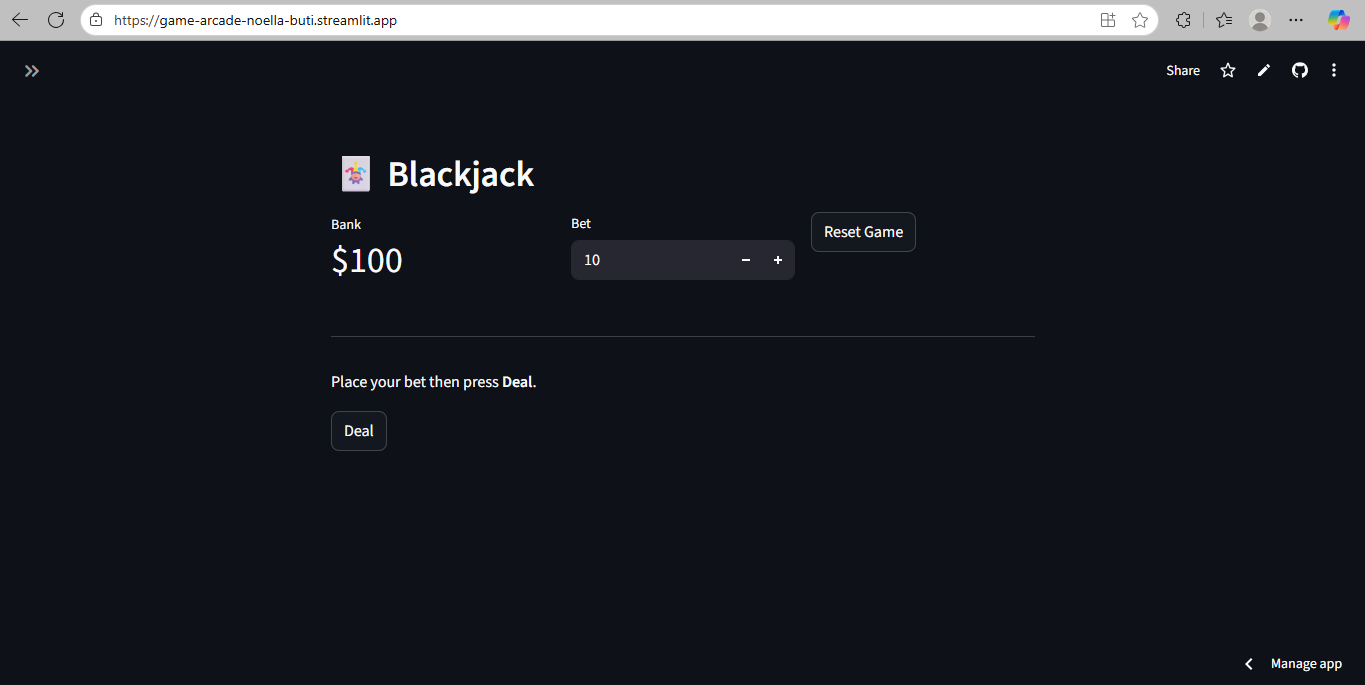 https://game-arcade-noella-buti.streamlit.app
Share
Blackjack
Bank
Bet
Reset Game
$100
10
Place your bet then press Deal.
Deal
Manage app